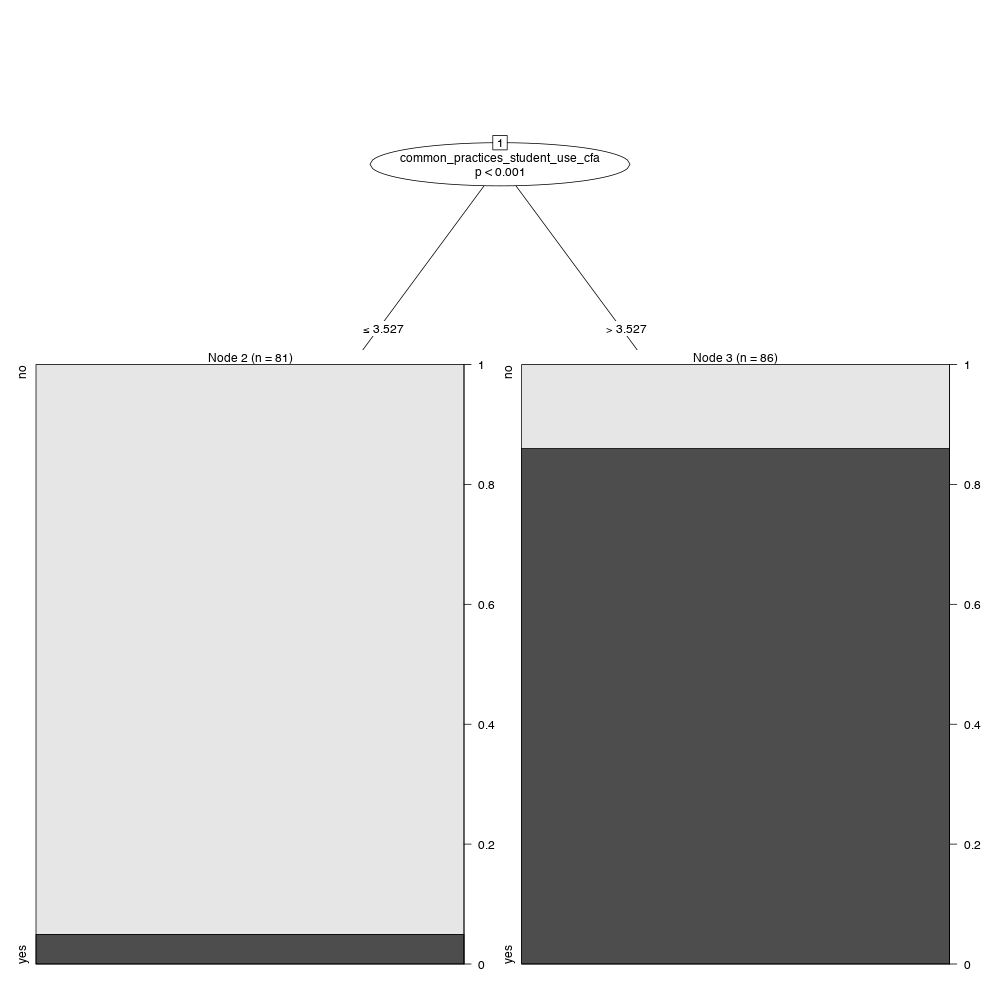 1
common_practices_student_use_cfa
p < 0.001
≤ 3.527
> 3.527
Node 2 (n = 81)
no
yes
1
0.8
0.6
0.4
0.2
0
Node 3 (n = 86)
no
yes
1
0.8
0.6
0.4
0.2
0